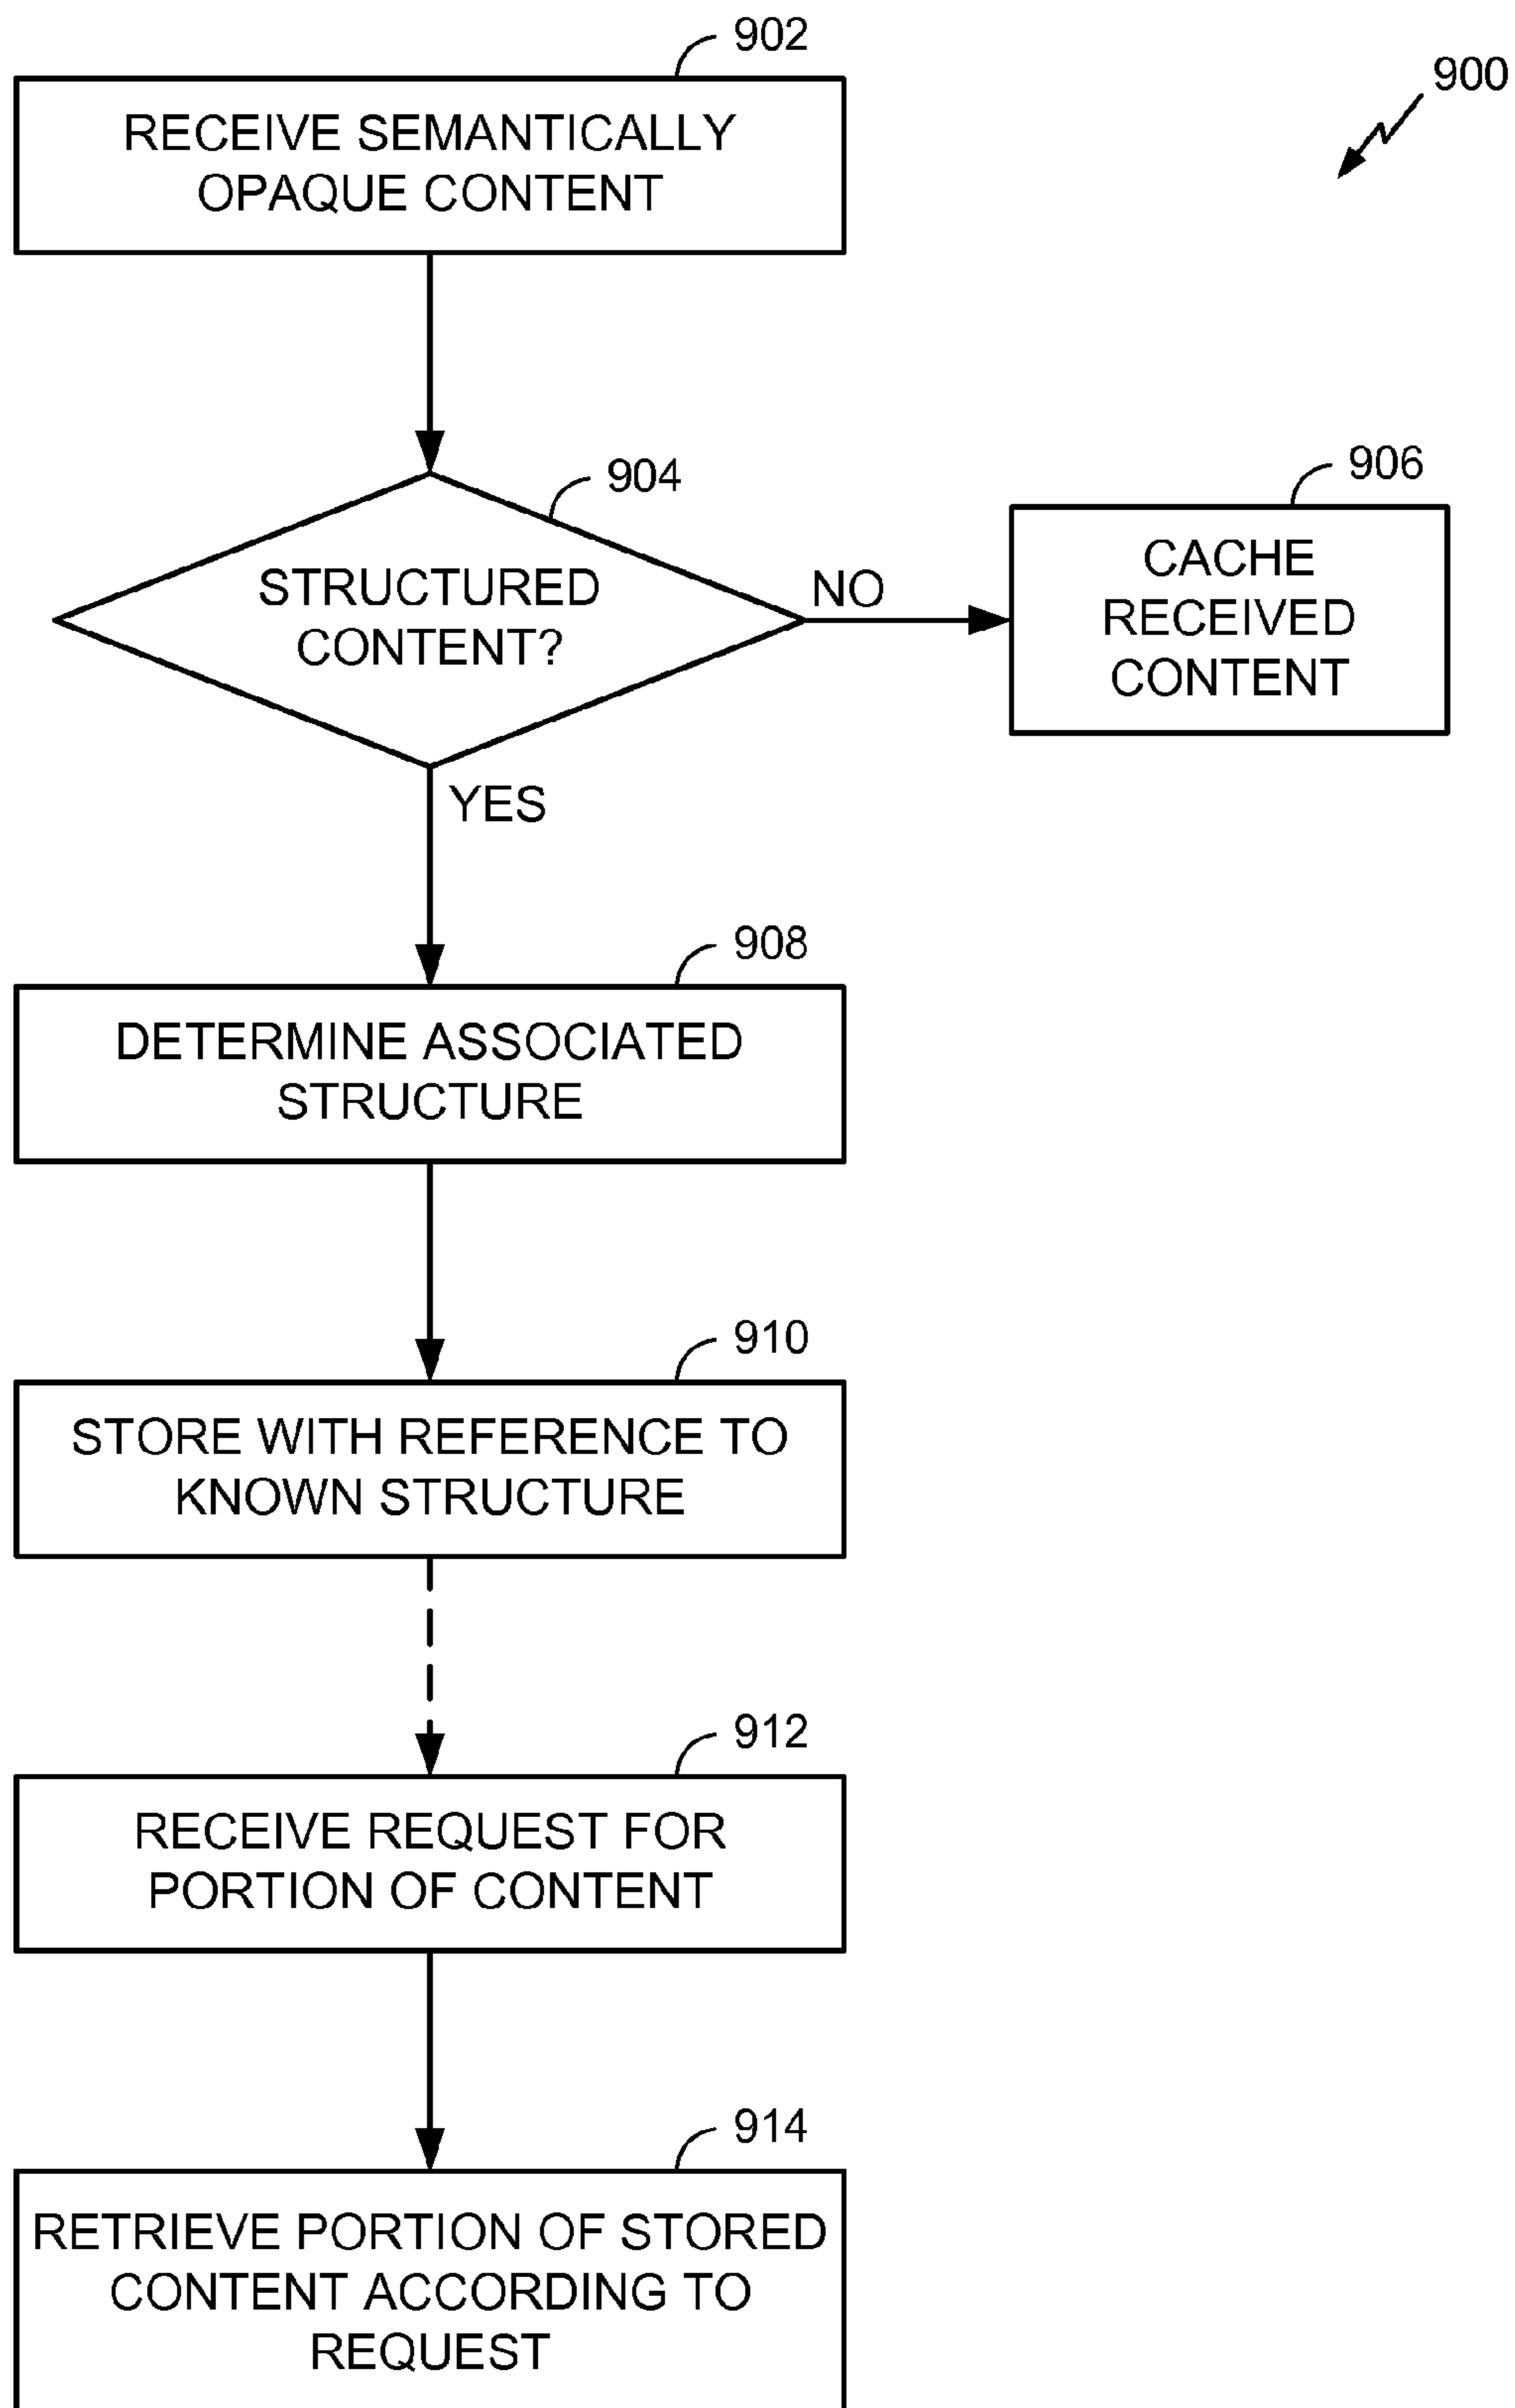 902
900
RECEIVE SEMANTICALLY
OPAQUE CONTENT
904
STRUCTURED
CONTENT?
NO
906
CACHE
RECEIVED
CONTENT
YES
908
DETERMINE ASSOCIATED
STRUCTURE
910
STORE WITH REFERENCE TO
KNOWN STRUCTURE
912
RECEIVE REQUEST FOR
PORTION OF CONTENT
914
RETRIEVE PORTION OF STORED
CONTENT ACCORDING TO
REQUEST